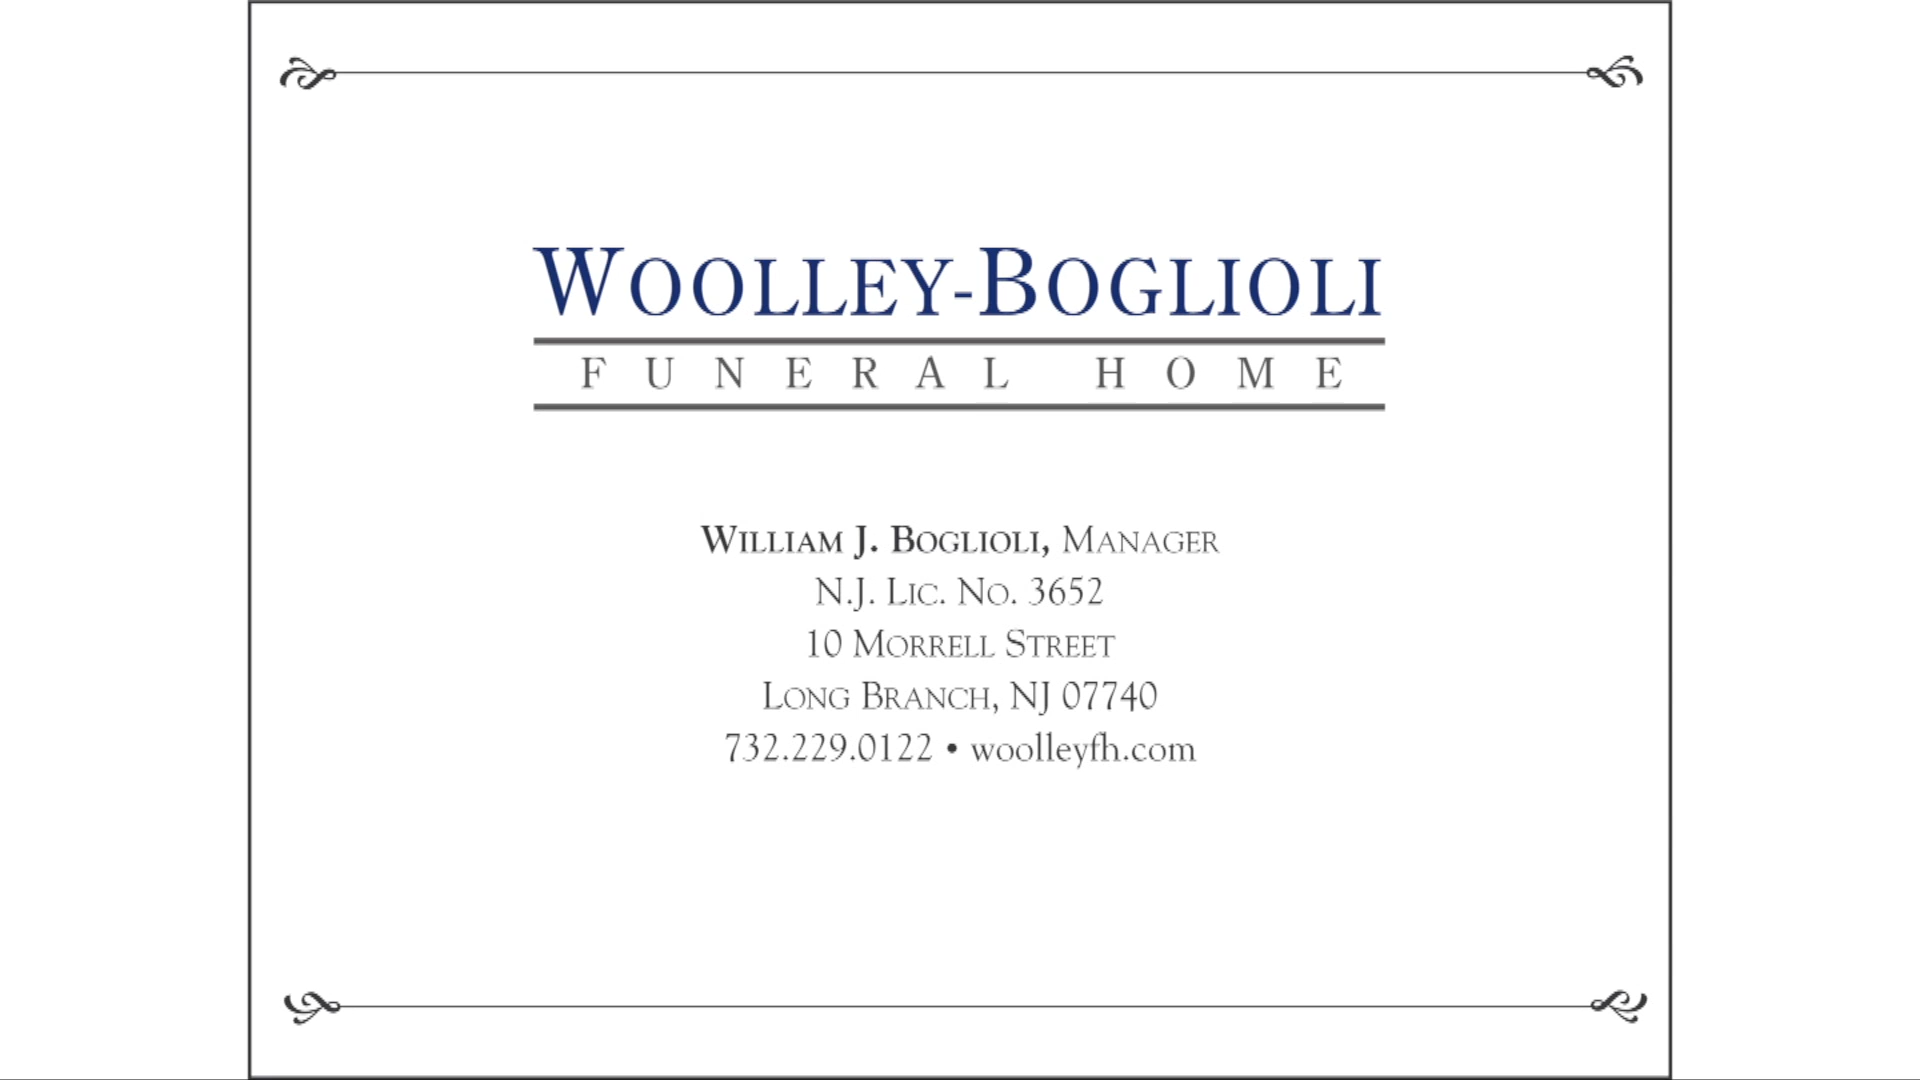 WOOLLEY-BOGLIOLI
FUNERAL HOME
WILLIAM J. BOGLIOLI, MANAGER
N.J. LIC. NO. 3652
10 MORRELL STREET
LONG BRANCH, NJ 07740
732.229.0122 • woolleyfh.com